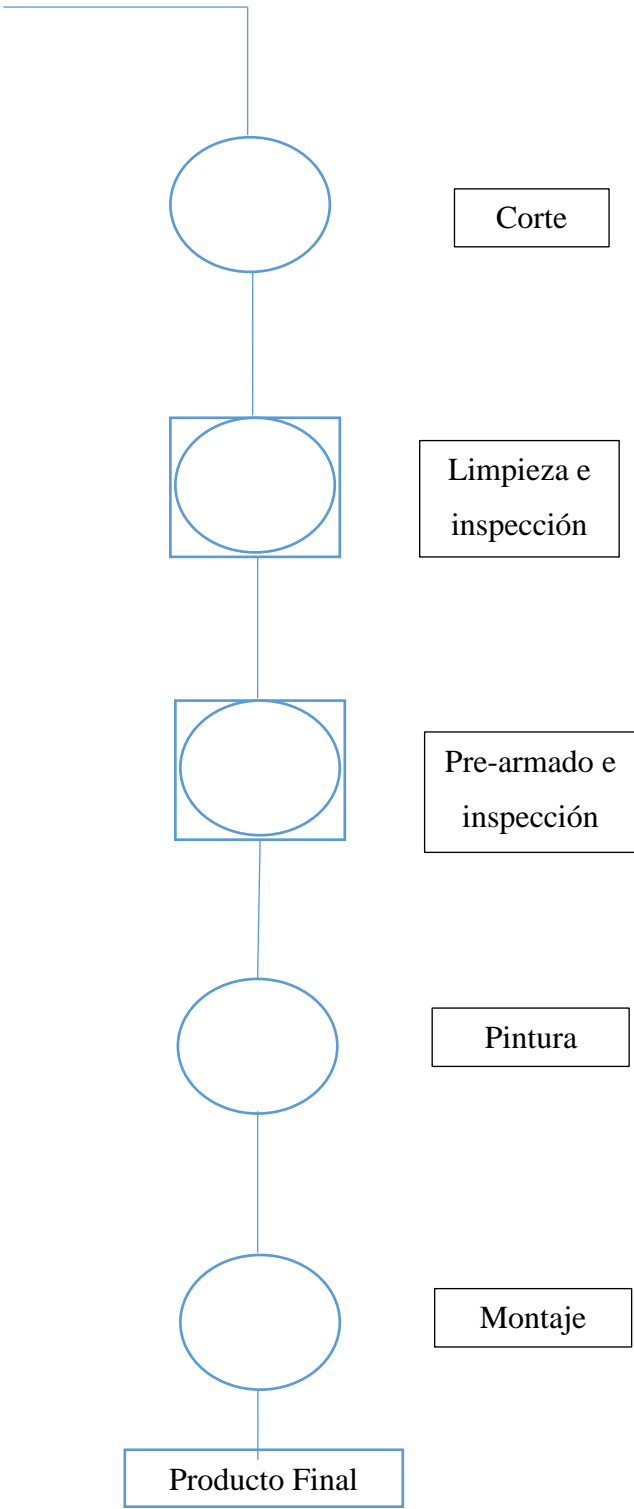 Corte
Limpieza e
inspección
Pre-armado e
inspección
Pintura
Montaje
Producto Final